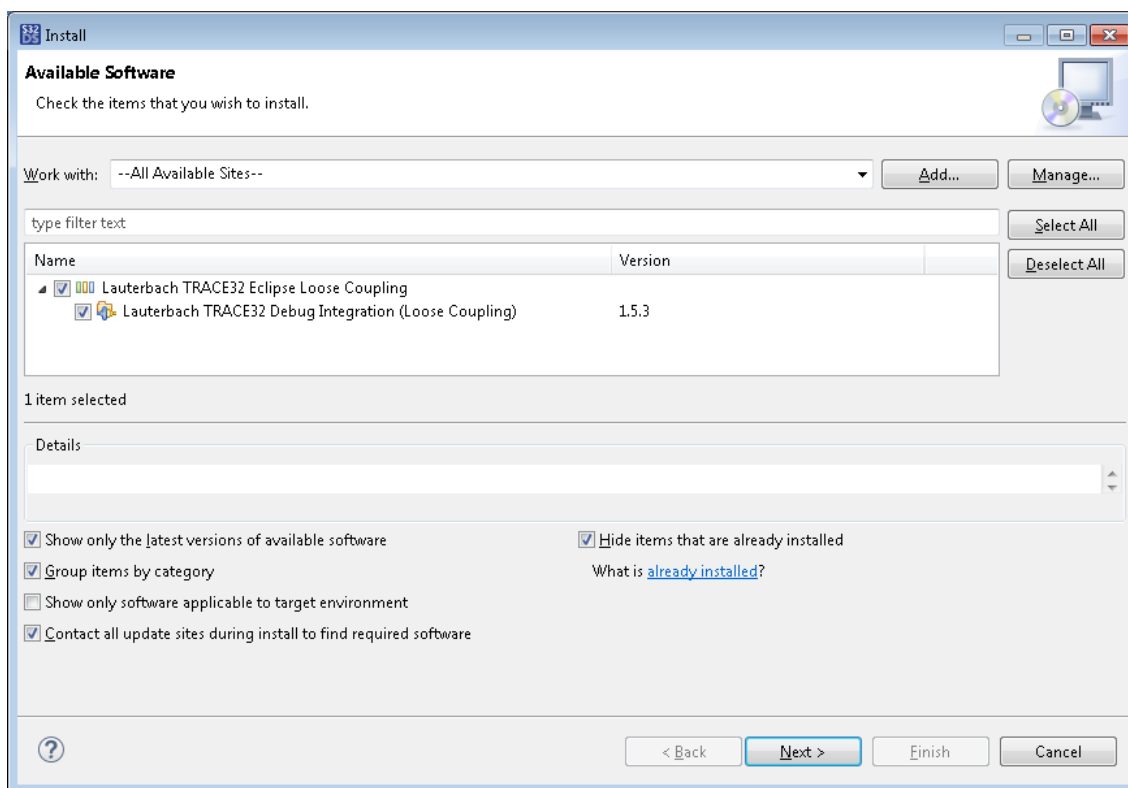 S32 DS Install
Available Software
Check the items that you wish to install.
Work with: --All Available Sites-- Add... Manage...
type filter text Select All
Name Version Deselect All
Lauterbach TRACE32 Eclipse Loose Coupling
Lauterbach TRACE32 Debug Integration (Loose Coupling) 1.5.3
1 item selected
Details
Show only the latest versions of available software Hide items that are already installed
Group items by category What is already installed?
Show only software applicable to target environment
Contact all update sites during install to find required software
? < Back Next > Finish Cancel